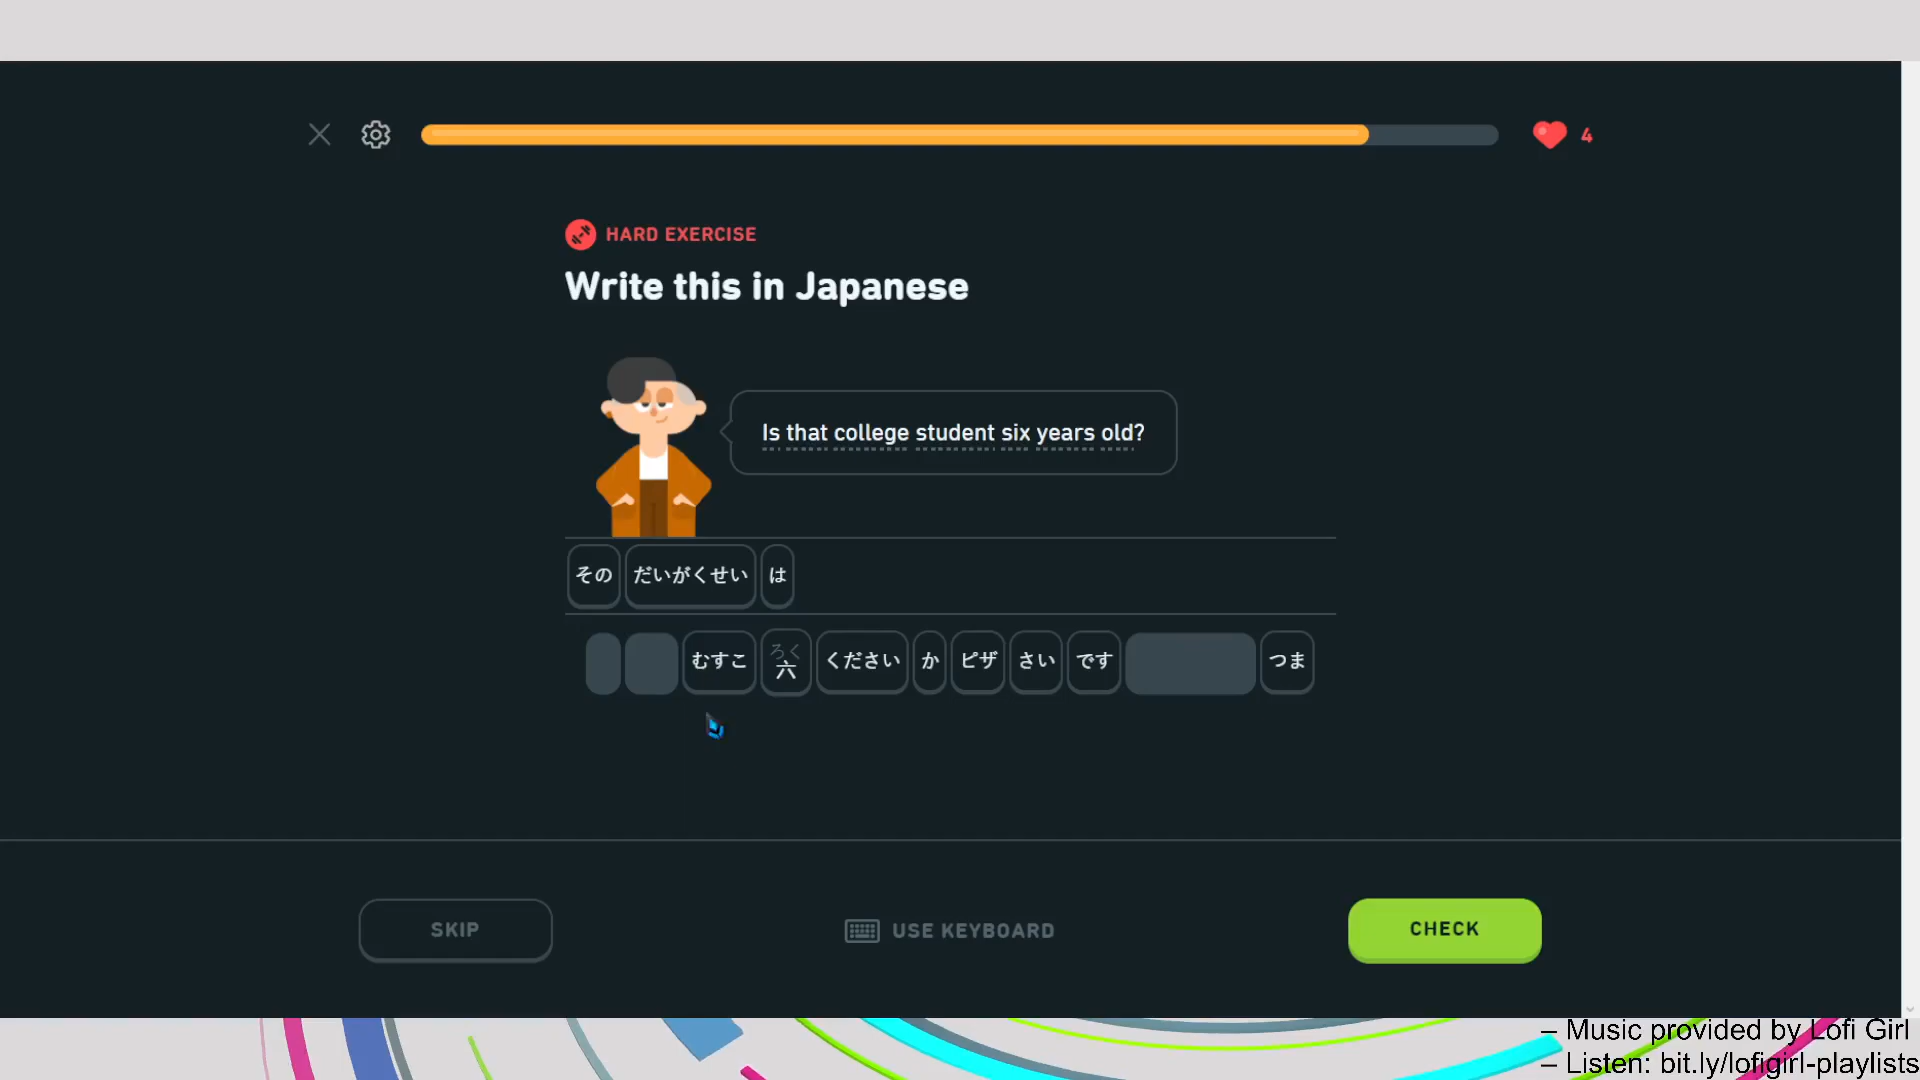 4
HARD EXERCISE
Write this in Japanese
Is that college student six years old?
その だいがくせい は
むすこ 六 ください か ピザ さい です つま
ろく
SKIP
USE KEYBOARD
CHECK
– Music provided by Lofi Girl
– Listen: bit.ly/lofigirl-playlists